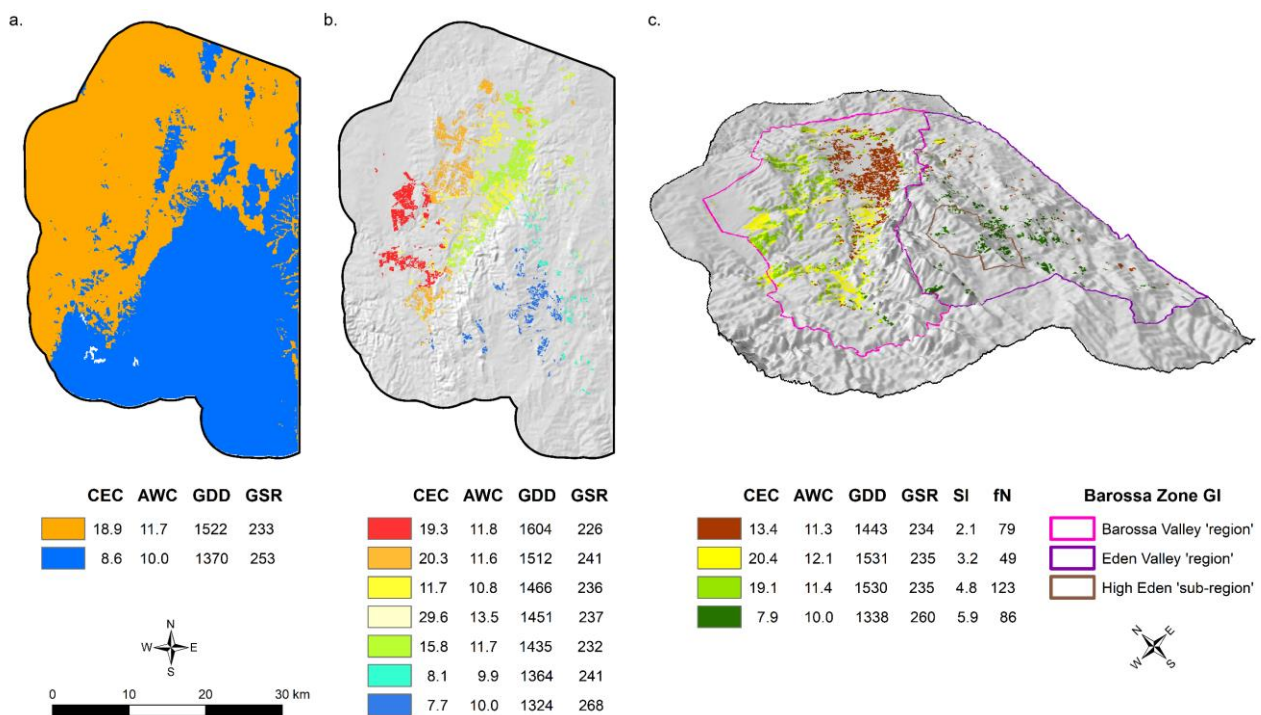 a.
b.
c.
CEC AWC GDD GSR
18.9 11.7 1522 233
8.6 10.0 1370 253
N
W E
S
0 10 20 30 km
CEC AWC GDD GSR
19.3 11.8 1604 226
20.3 11.6 1512 241
11.7 10.8 1466 236
29.6 13.5 1451 237
15.8 11.7 1435 232
8.1 9.9 1364 241
7.7 10.0 1324 268
CEC AWC GDD GSR SI fN
13.4 11.3 1443 234 2.1 79
20.4 12.1 1531 235 3.2 49
19.1 11.4 1530 235 4.8 123
7.9 10.0 1338 260 5.9 86
Barossa Zone GI
Barossa Valley 'region'
Eden Valley 'region'
High Eden 'sub-region'
N E
W S